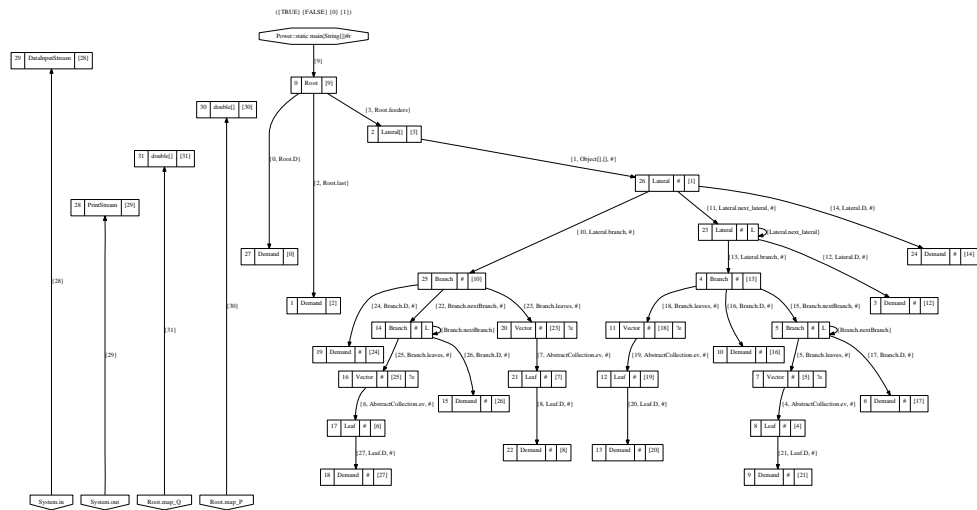 ({TRUE} {FALSE} {0} {1})
Power::static main(String[])#r
[9]
29 DataInputStream [28]
0 Root [9]
[3, Root.feeders]
30 double[] [30]
2 Lateral[] [3]
[0, Root.D]
[1, Object[].[], #]
31 double[] [31]
[2, Root.last]
26 Lateral # [1]
28 PrintStream [29]
[11, Lateral.next_lateral, #]
[14, Lateral.D, #]
[10, Lateral.branch, #]
23 Lateral # L
[Lateral.next_lateral]
27 Demand [0]
[13, Lateral.branch, #]
[12, Lateral.D, #]
24 Demand # [14]
25 Branch # [10]
4 Branch # [13]
[28]
1 Demand [2]
[24, Branch.D, #]
[22, Branch.nextBranch, #]
[23, Branch.leaves, #]
[18, Branch.leaves, #]
[16, Branch.D, #]
[15, Branch.nextBranch, #]
3 Demand # [12]
[30]
14 Branch # L
[Branch.nextBranch]
20 Vector # [23] ?e
11 Vector # [18] ?e
5 Branch # L
[Branch.nextBranch]
[31]
19 Demand # [24]
[25, Branch.leaves, #]
[26, Branch.D, #]
[7, AbstractCollection.ev, #]
[19, AbstractCollection.ev, #]
10 Demand # [16]
[5, Branch.leaves, #]
[17, Branch.D, #]
[29]
16 Vector # [25] ?e
21 Leaf # [7]
12 Leaf # [19]
7 Vector # [5] ?e
[6, AbstractCollection.ev, #]
15 Demand # [26]
[8, Leaf.D, #]
[20, Leaf.D, #]
[4, AbstractCollection.ev, #]
6 Demand # [17]
17 Leaf # [6]
8 Leaf # [4]
[27, Leaf.D, #]
22 Demand # [8]
13 Demand # [20]
[21, Leaf.D, #]
18 Demand # [27]
9 Demand # [21]
System.in
System.out
Root.map_Q
Root.map_P